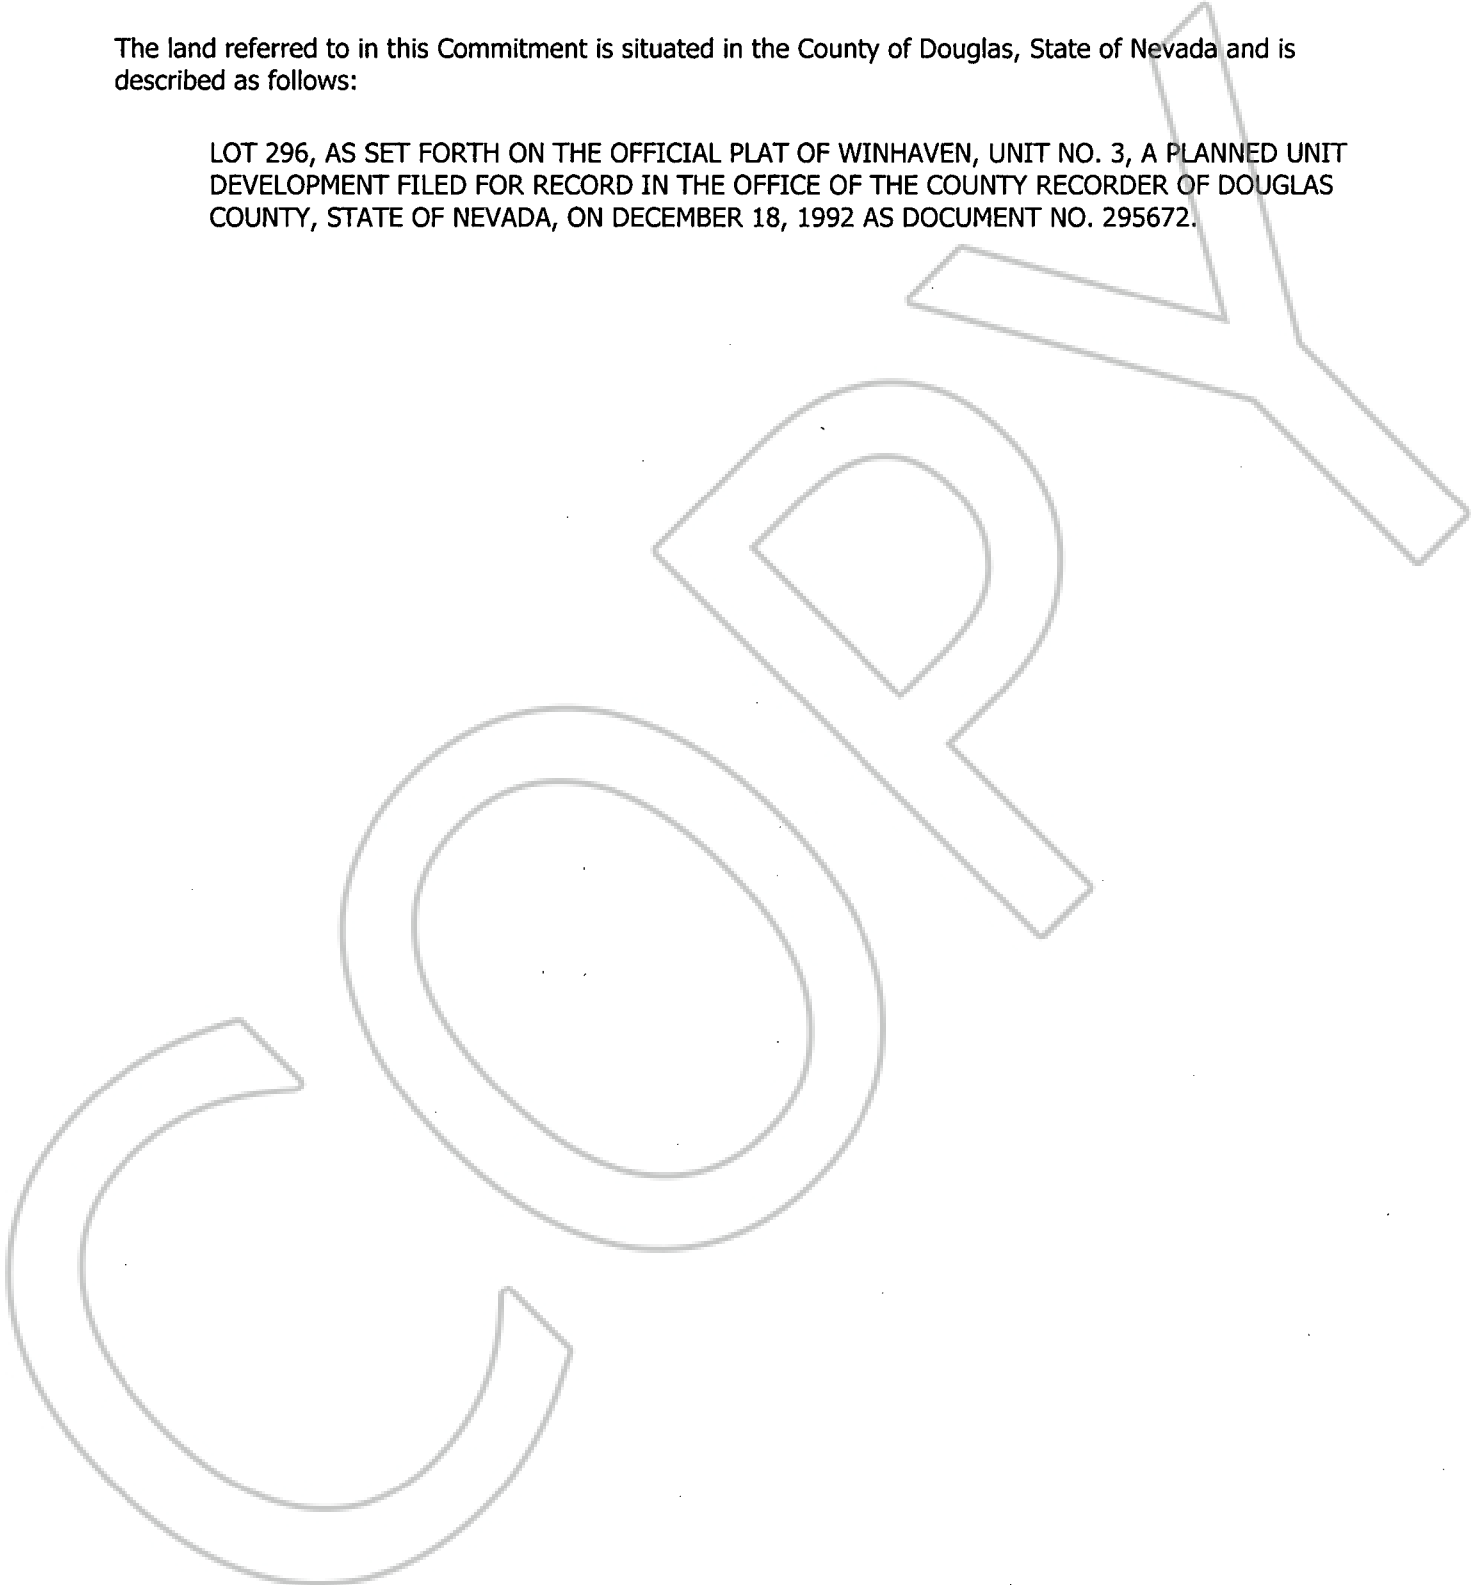 The land referred to in this Commitment is situated in the County of Douglas, State of Nevada and is
described as follows:
LOT 296, AS SET FORTH ON THE OFFICIAL PLAT OF WINHAVEN, UNIT NO. 3, A PLANNED UNIT
DEVELOPMENT FILED FOR RECORD IN THE OFFICE OF THE COUNTY RECORDER OF DOUGLAS
COUNTY, STATE OF NEVADA, ON DECEMBER 18, 1992 AS DOCUMENT NO. 295672.
COPY